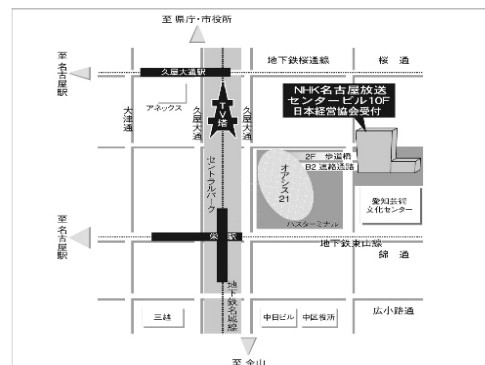 至 県庁・市役所
至 名古屋駅
久屋大通駅
地下鉄桜通線
桜 通
アネックス
大津通
久屋大通
TV塔
久屋大通
NHK名古屋放送
センタービル10F
日本経営協会受付
2F 歩道橋
B2 連絡通路
オアシス
21
セントラルパーク
愛知芸術
文化センター
バスターミナル
至 名古屋駅
栄駅
地下鉄東山線
錦 通
地下鉄名城線
三越
中日ビル
中区役所
広小路通
至 金山